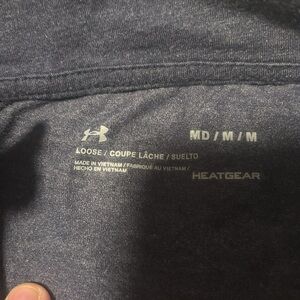 MD / M / M
LOOSE / COUPE LÂCHE / SUELTO
MADE IN VIETNAM / FABRIQUÉ AU VIETNAM /
HECHO EN VIETNAM
HEATGEAR